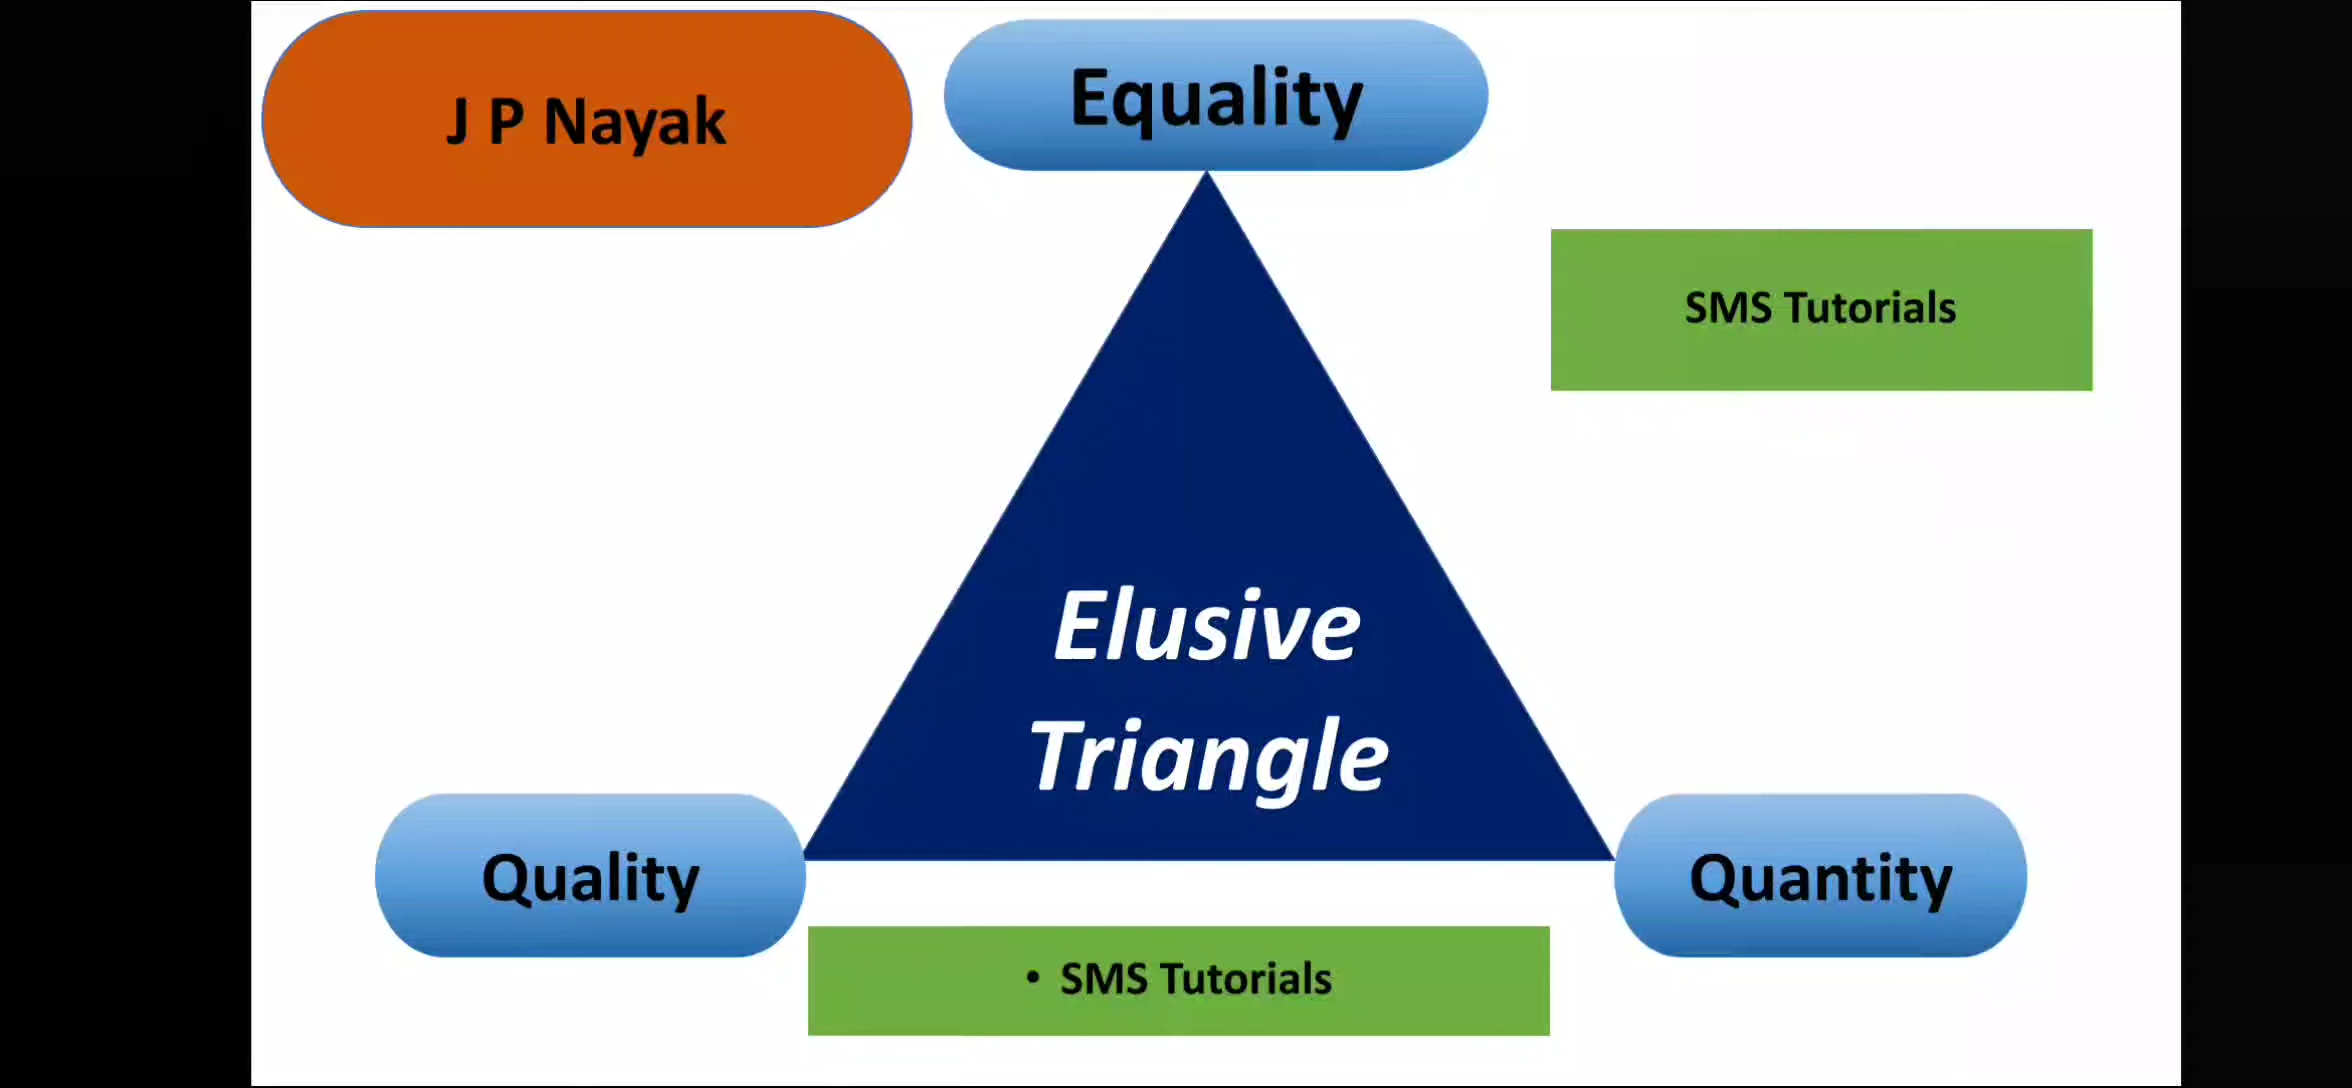 J P Nayak
Equality
SMS Tutorials
Elusive
Triangle
Quality
Quantity
• SMS Tutorials